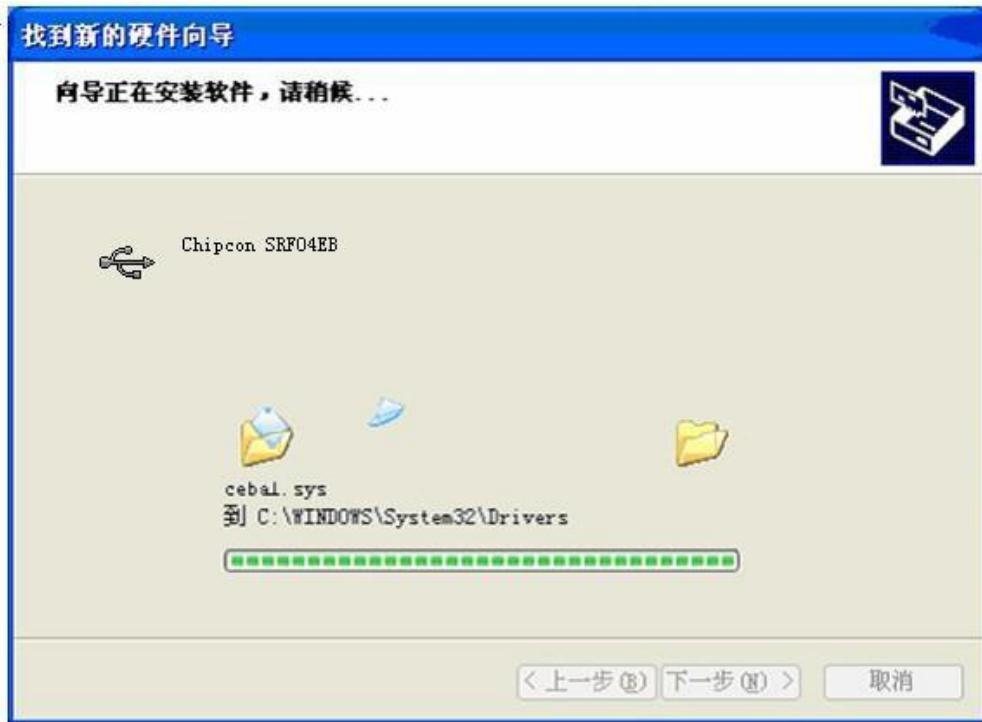 找到新的硬件向导
向导正在安装软件，请稍候...
Chipcon SRF04EB
cebal.sys
到 C:\WINDOWS\System32\Drivers
< 上一步(B)
下一步(N) >
取消